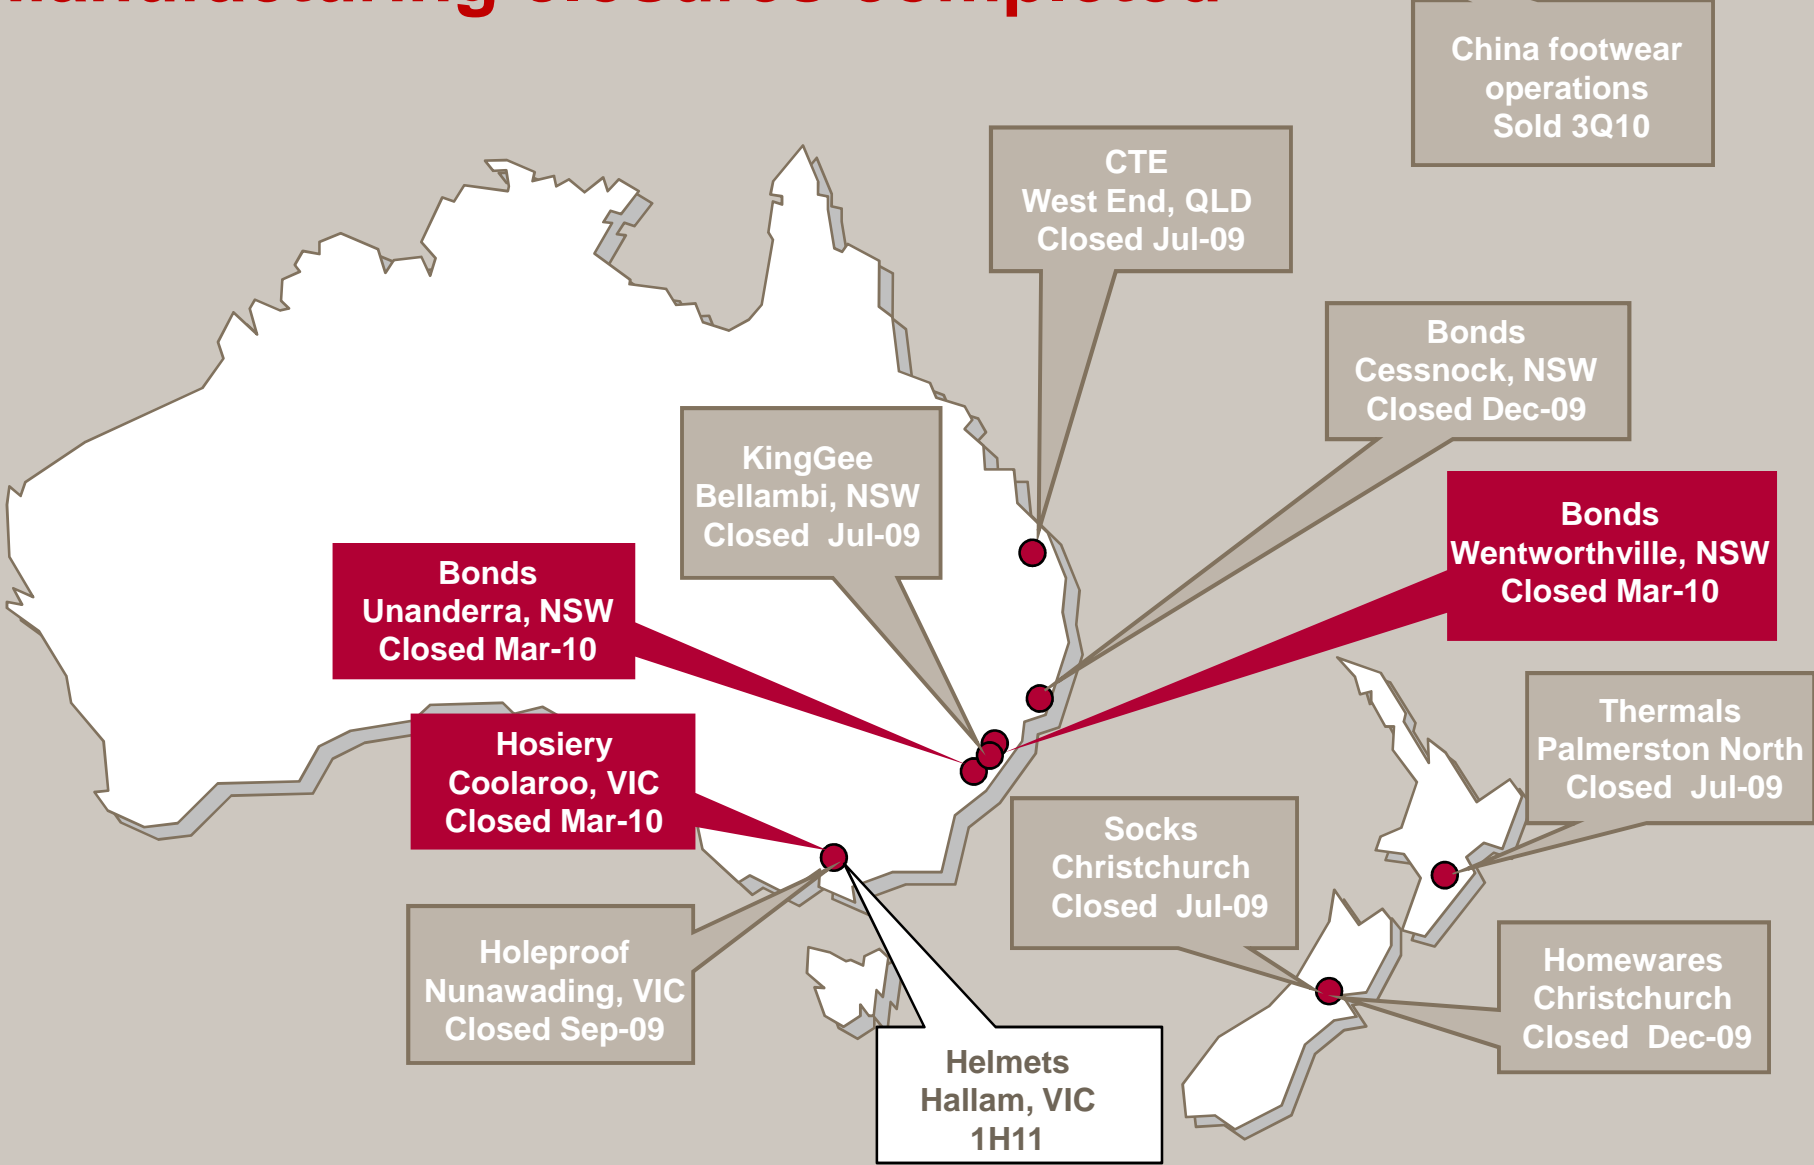 Manufacturing closures completed
China footwear
operations
Sold 3Q10
CTE
West End, QLD
Closed Jul-09
Bonds
Cessnock, NSW
Closed Dec-09
KingGee
Bellambi, NSW
Closed Jul-09
Bonds
Wentworthville, NSW
Closed Mar-10
Bonds
Unanderra, NSW
Closed Mar-10
Thermals
Palmerston North
Closed Jul-09
Hosiery
Coolaroo, VIC
Closed Mar-10
Socks
Christchurch
Closed Jul-09
Holeproof
Nunawading, VIC
Closed Sep-09
Homewares
Christchurch
Closed Dec-09
Helmets
Hallam, VIC
1H11